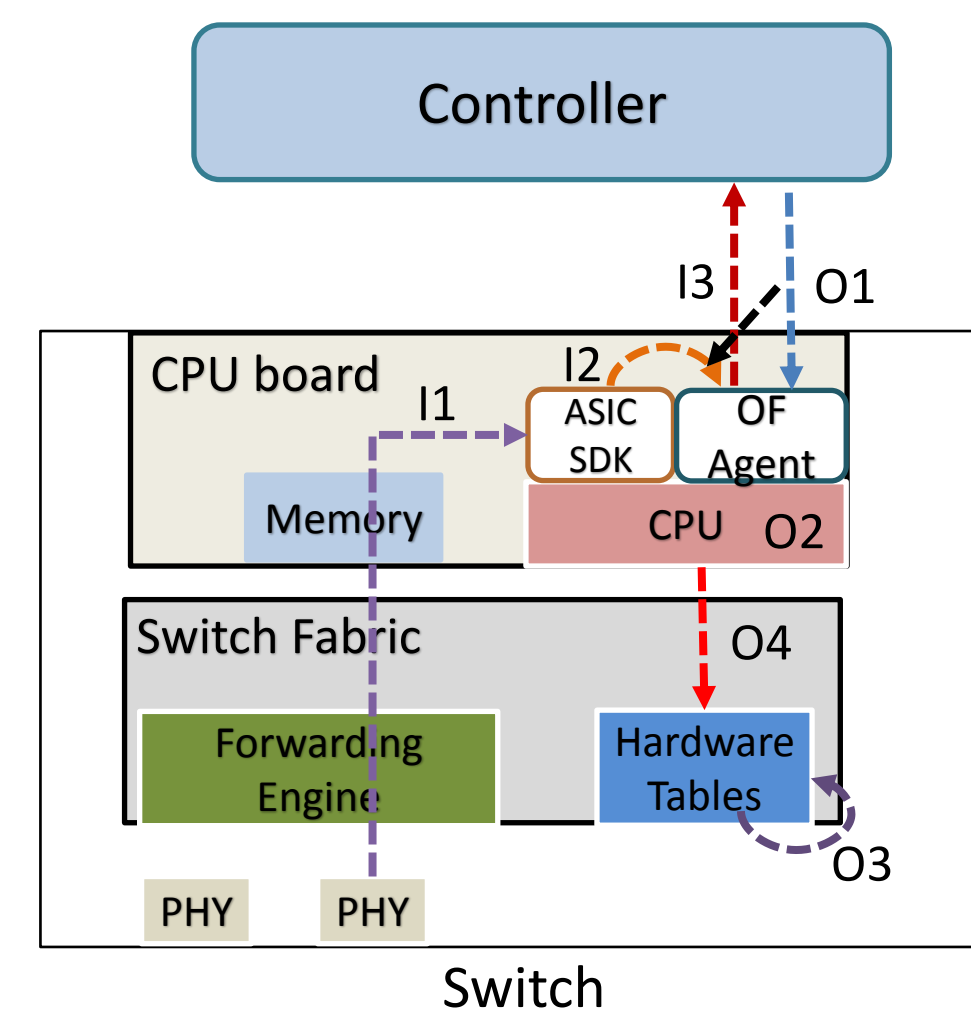 Controller
I3
O1
CPU board
I2
I1
ASIC
SDK
OF
Agent
Memory
CPU
O2
Switch Fabric
O4
Forwarding
Engine
Hardware
Tables
O3
PHY
PHY
Switch